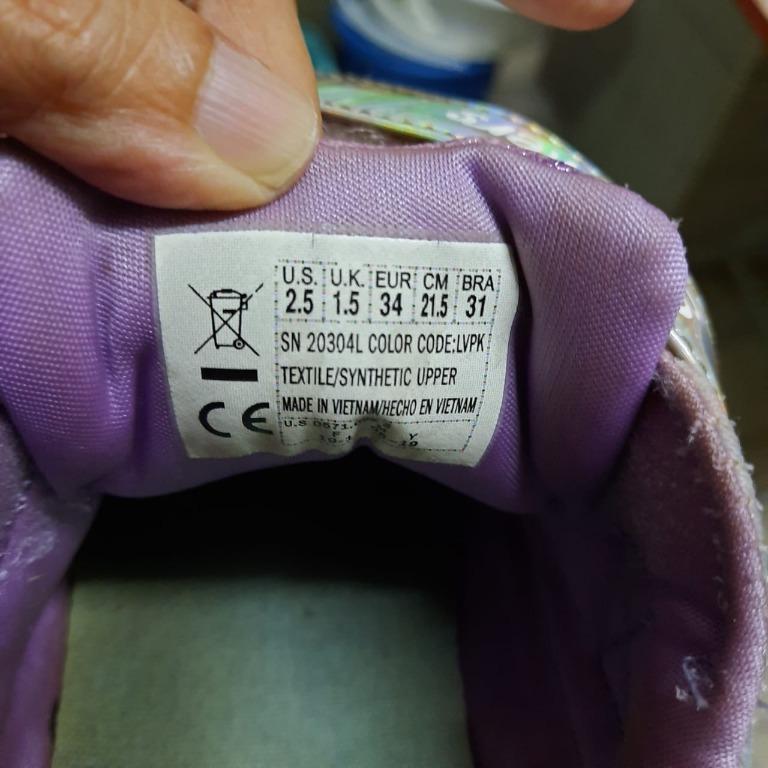 U.S. U.K. EUR CM BRA
2.5 1.5 34 21.5 31
SN 20304L COLOR CODE:LVPK
TEXTILE/SYNTHETIC UPPER
MADE IN VIETNAM/HECHO EN VIETNAM
CE
U.S